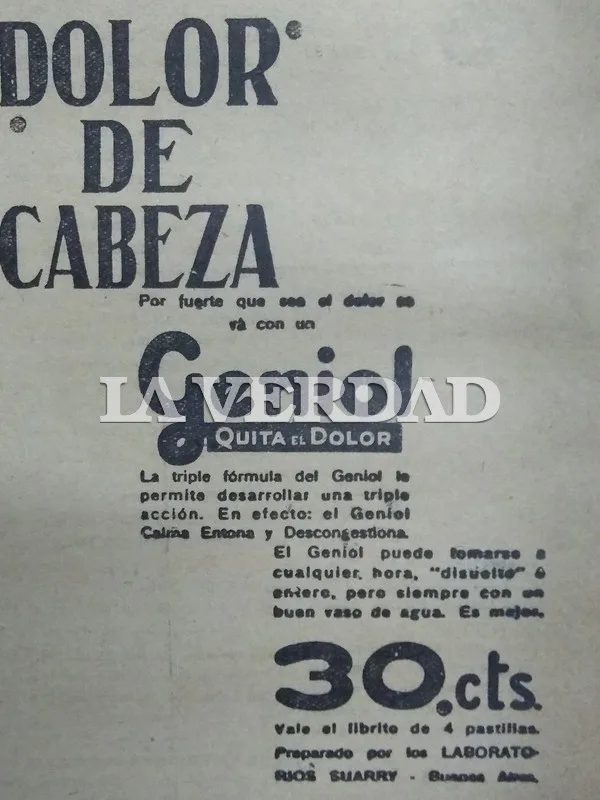 DOLOR
DE
CABEZA
Por fuerte que sea el dolor se
vá con un
Geniol
LA VERDAD
QUITA EL DOLOR
La triple fórmula del Geniol le
permite desarrollar una triple
acción. En efecto: el Geniol
Calma Entona y Descongestiona.
El Geniol puede tomarse a
cualquier hora, "disuelto" ó
entero, pero siempre con un
buen vaso de agua. Es mejor.
30 cts.
Vale el librito de 4 pastillas.
Preparado por los LABORATO-
RIOS SUARRY - Buenos Aires.